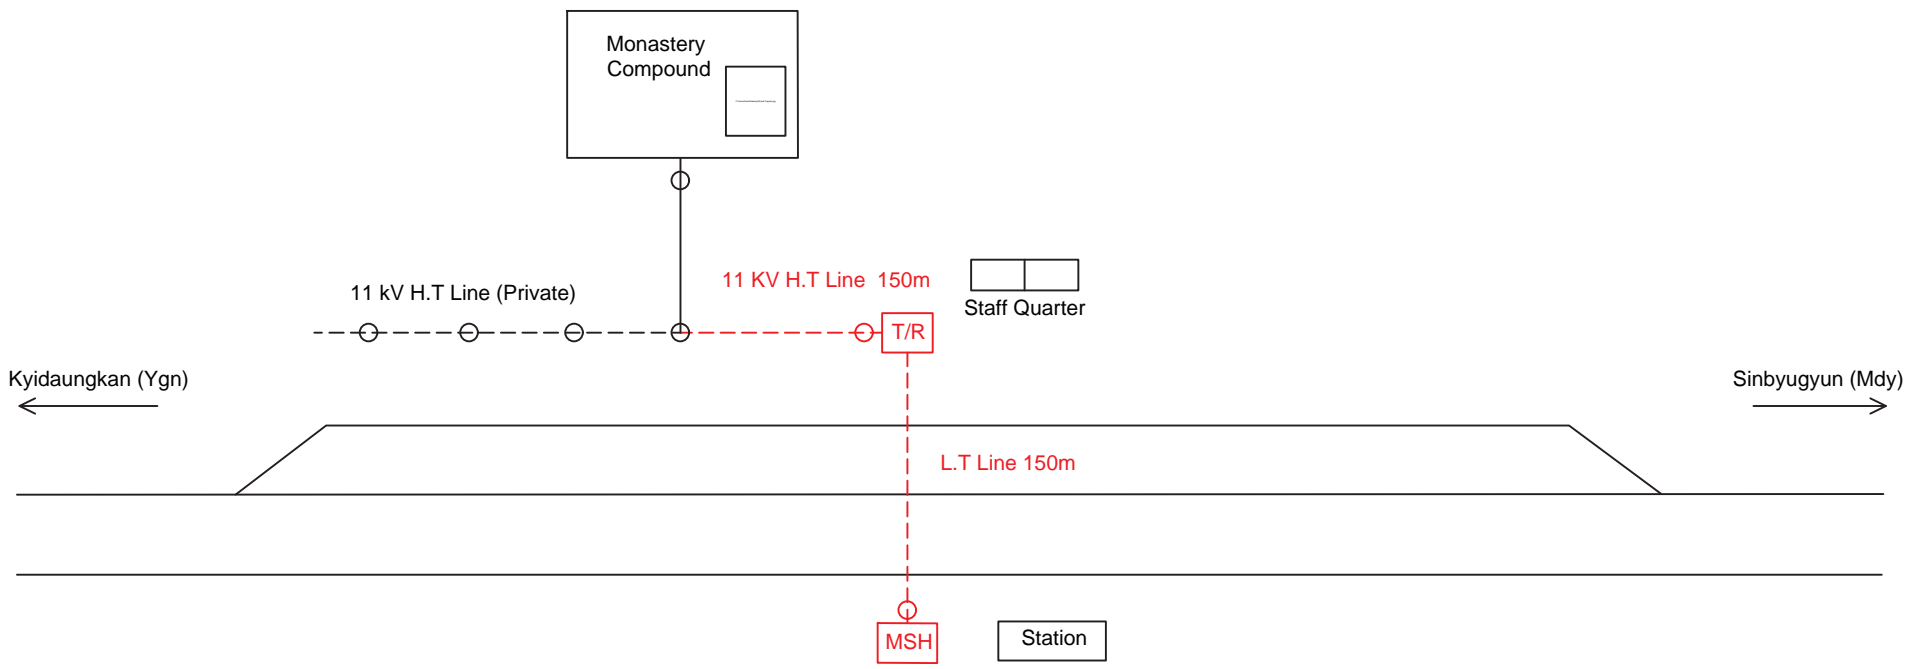 Monastery
Compound
11 KV H.T Line  150m
11 kV H.T Line (Private)
Staff Quarter
T/R
Kyidaungkan (Ygn)
Sinbyugyun (Mdy)
L.T Line 150m
MSH
Station